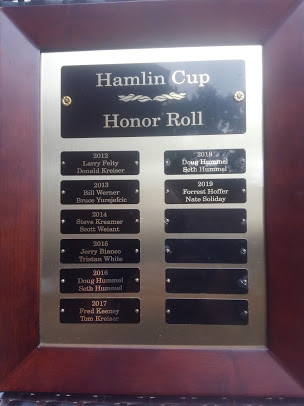 Hamlin Cup
Honor Roll
2012
Larry Felty
Donald Kreiser
2013
Bill Werner
Bruce Yursjefcic
2014
Steve Kreamer
Scott Weiant
2015
Jerry Bianco
Tristan White
2016
Doug Hummel
Seth Hummel
2017
Fred Keeney
Tom Kreiser
2018
Doug Hummel
Seth Hummel
2019
Forrest Hoffer
Nate Soliday